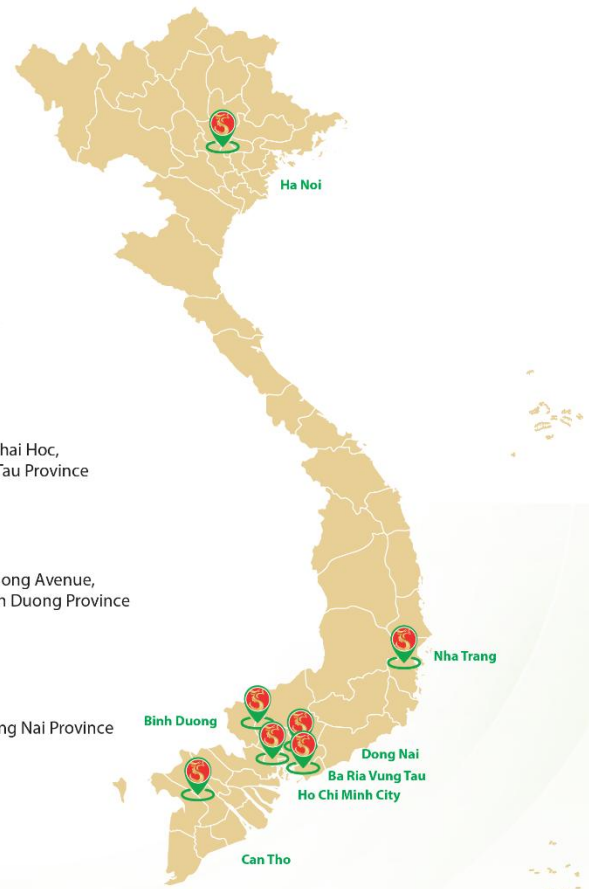 Ha Noi
hai Hoc,
Tau Province
ong Avenue,
h Duong Province
Nha Trang
Binh Duong
ng Nai Province
Dong Nai
Ba Ria Vung Tau
Ho Chi Minh City
Can Tho